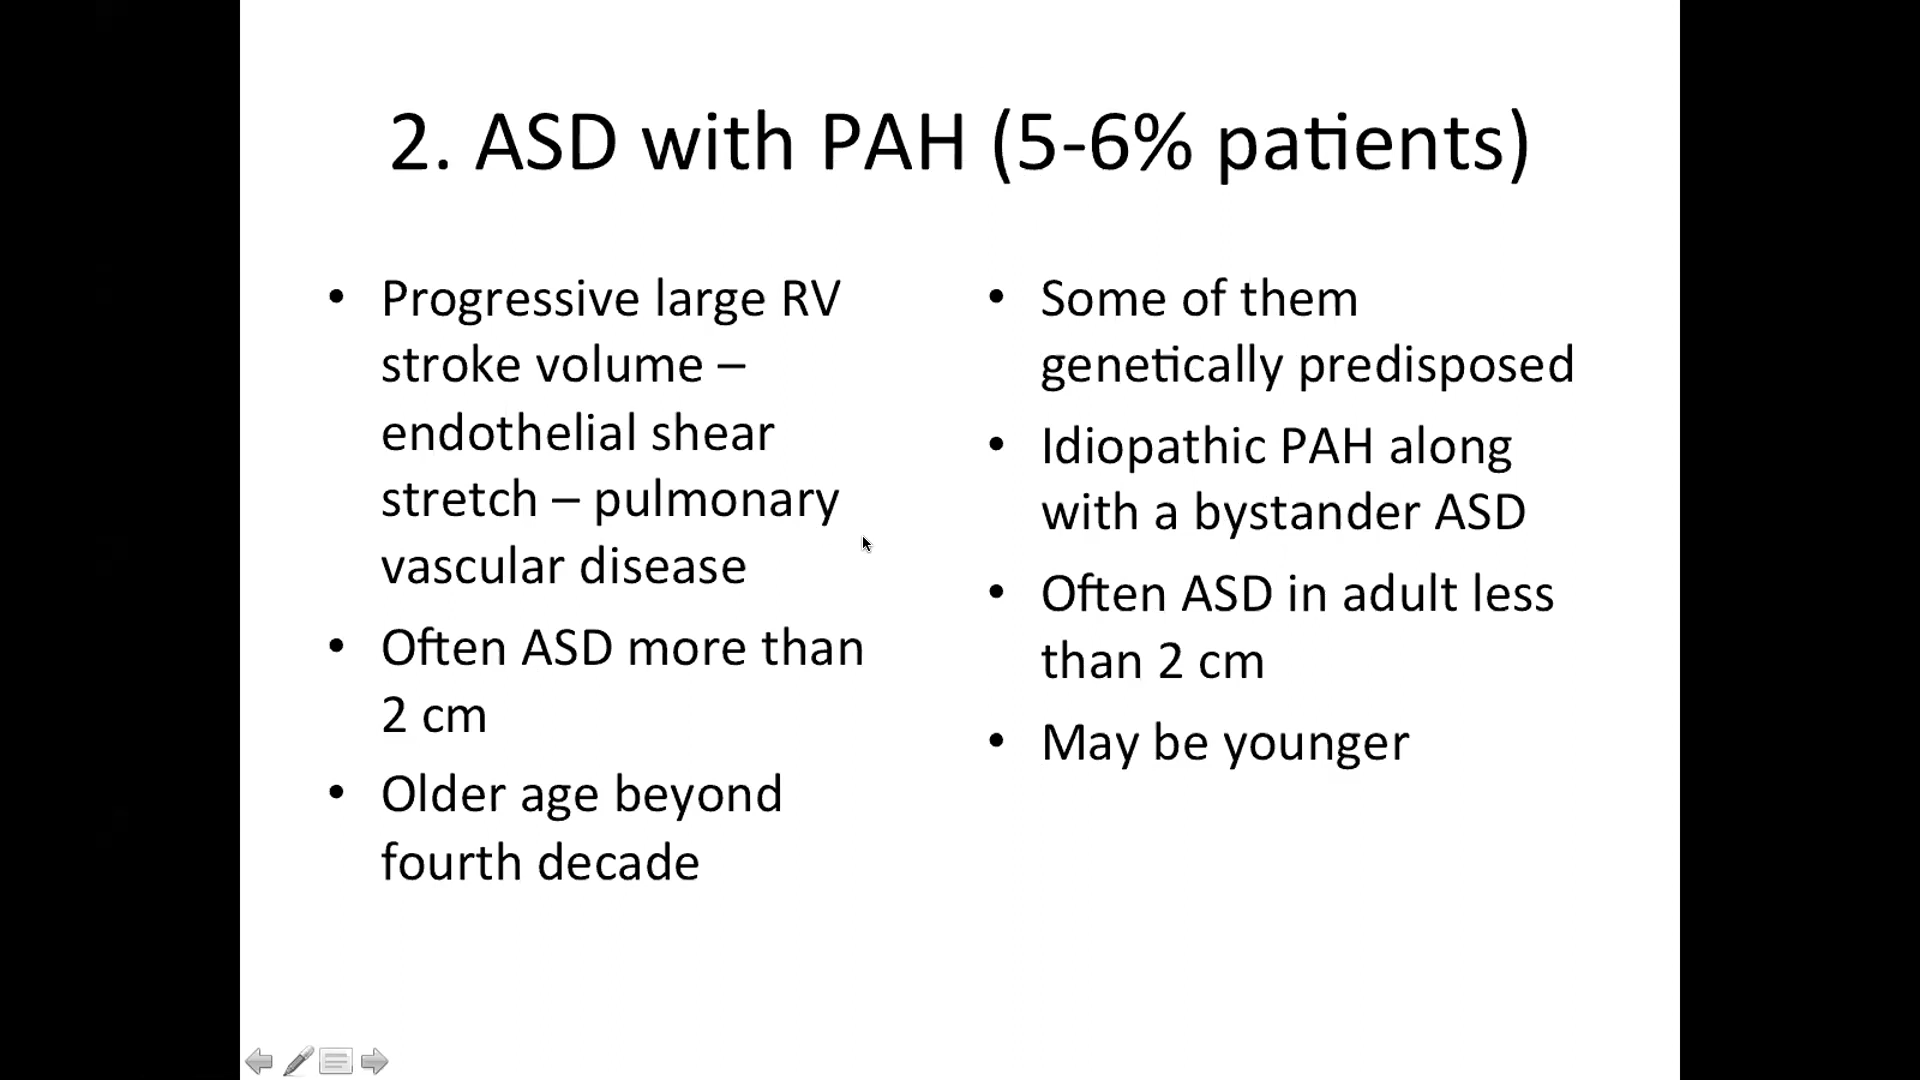 2. ASD with PAH (5-6% patients)
• Progressive large RV
stroke volume –
endothelial shear
stretch – pulmonary
vascular disease
• Often ASD more than
2 cm
• Older age beyond
fourth decade
• Some of them
genetically predisposed
• Idiopathic PAH along
with a bystander ASD
• Often ASD in adult less
than 2 cm
• May be younger